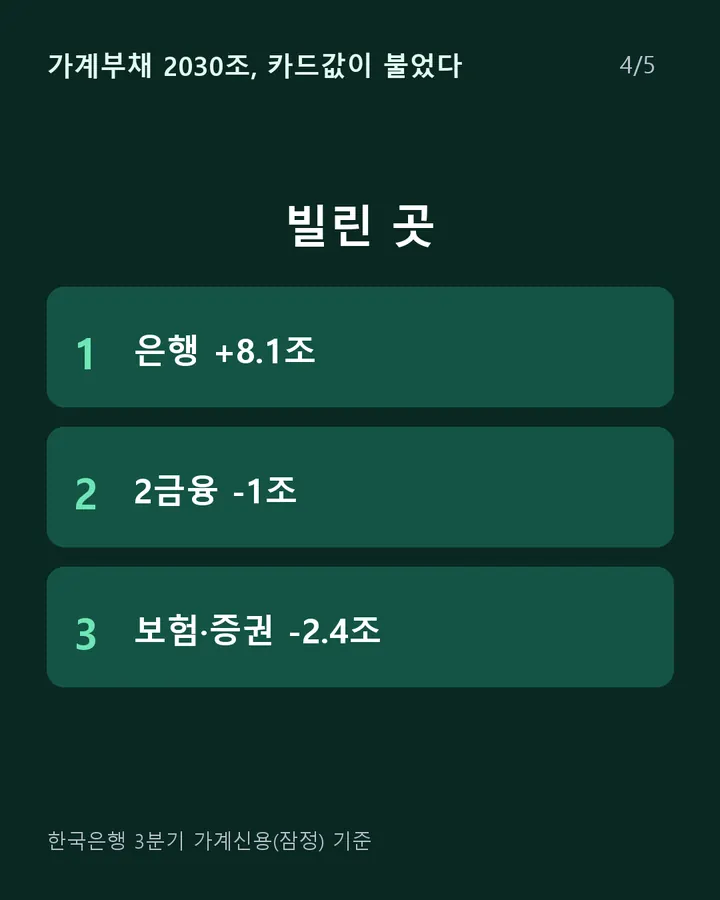 가계부채 2030조, 카드값이 불었다
4/5
빌린 곳
1 은행 +8.1조
2 2금융 -1조
3 보험·증권 -2.4조
한국은행 3분기 가계신용(잠정) 기준